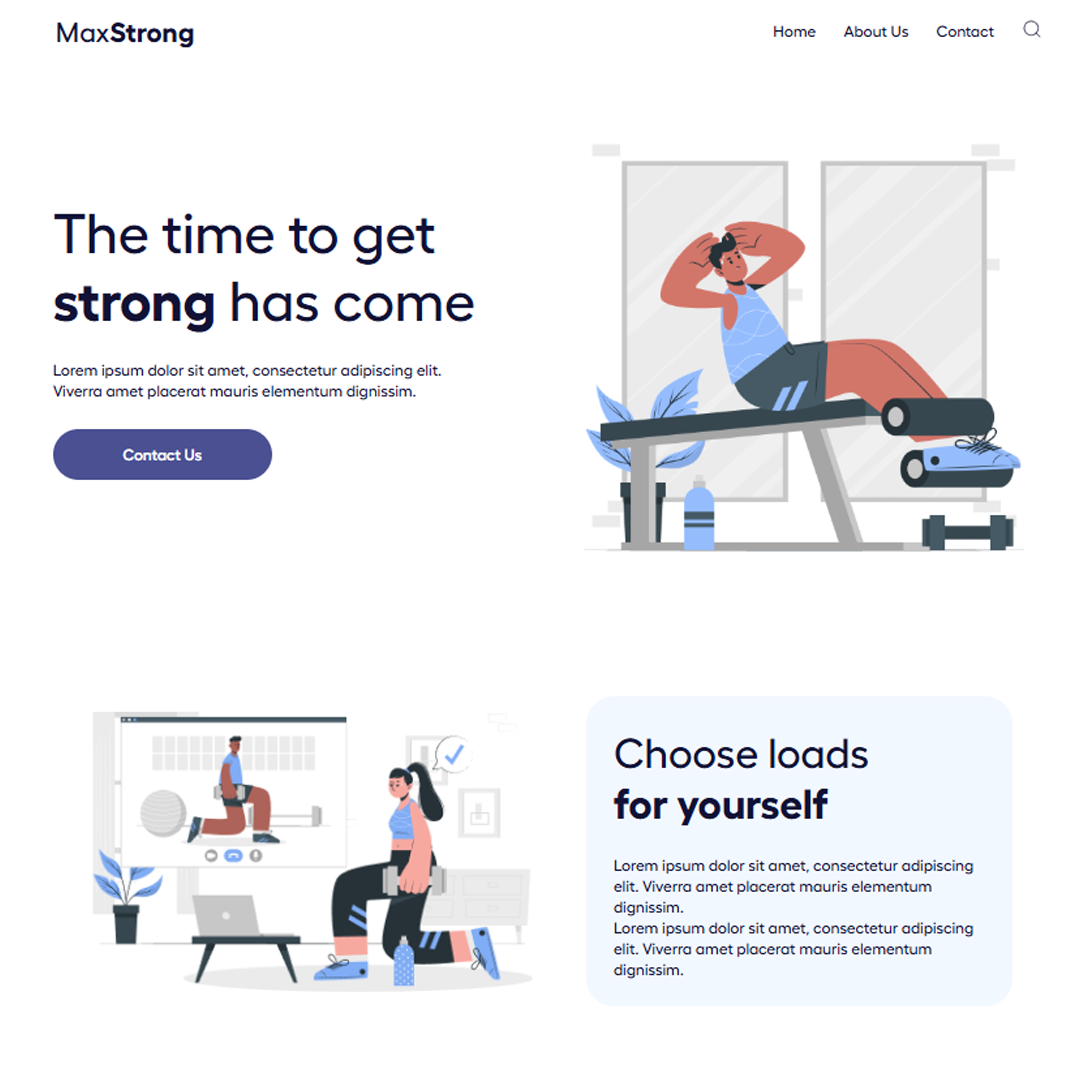 MaxStrong
Home About Us Contact
The time to get
strong has come
Lorem ipsum dolor sit amet, consectetur adipiscing elit.
Viverra amet placerat mauris elementum dignissim.
Contact Us
Choose loads
for yourself
Lorem ipsum dolor sit amet, consectetur adipiscing
elit. Viverra amet placerat mauris elementum
dignissim.
Lorem ipsum dolor sit amet, consectetur adipiscing
elit. Viverra amet placerat mauris elementum
dignissim.